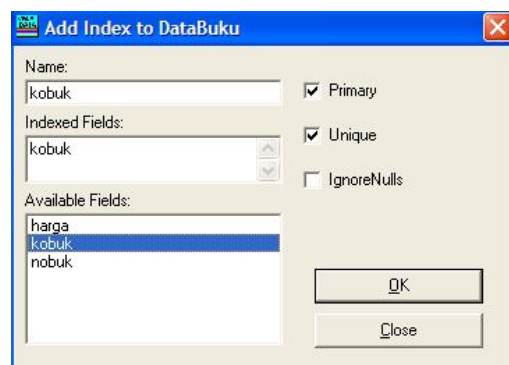 Add Index to DataBuku
Name:
kobuk
Primary
Indexed Fields:
Unique
kobuk
IgnoreNulls
Available Fields:
harga
kobuk
nobuk
OK
Close